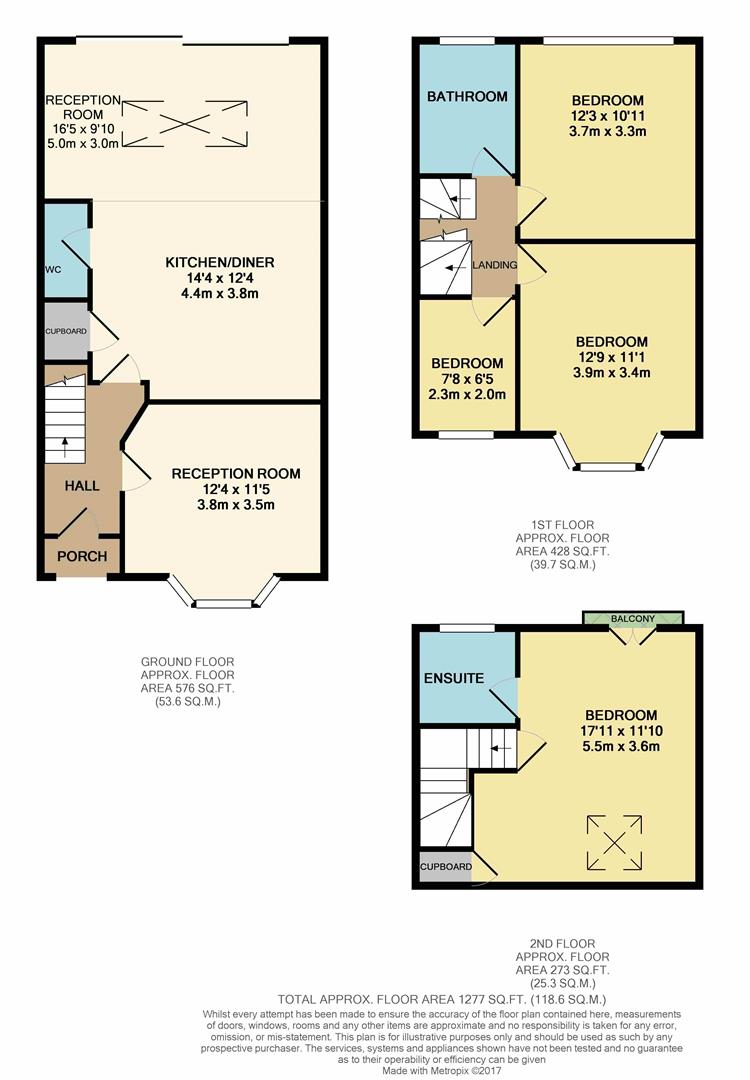 RECEPTION
ROOM
16'5 x 9'10
5.0m x 3.0m
WC
KITCHEN/DINER
14'4 x 12'4
4.4m x 3.8m
CUPBOARD
HALL
RECEPTION ROOM
12'4 x 11'5
3.8m x 3.5m
PORCH
GROUND FLOOR
APPROX. FLOOR
AREA 576 SQ.FT.
(53.6 SQ.M.)
BATHROOM
BEDROOM
12'3 x 10'11
3.7m x 3.3m
LANDING
BEDROOM
7'8 x 6'5
2.3m x 2.0m
BEDROOM
12'9 x 11'1
3.9m x 3.4m
1ST FLOOR
APPROX. FLOOR
AREA 428 SQ.FT.
(39.7 SQ.M.)
BALCONY
ENSUITE
BEDROOM
17'11 x 11'10
5.5m x 3.6m
CUPBOARD
2ND FLOOR
APPROX. FLOOR
AREA 273 SQ.FT.
(25.3 SQ.M.)
TOTAL APPROX. FLOOR AREA 1277 SQ.FT. (118.6 SQ.M.)
Whilst every attempt has been made to ensure the accuracy of the floor plan contained here, measurements
of doors, windows, rooms and any other items are approximate and no responsibility is taken for any error,
omission, or mis-statement. This plan is for illustrative purposes only and should be used as such by any
prospective purchaser. The services, systems and appliances shown have not been tested and no guarantee
as to their operability or efficiency can be given
Made with Metropix ©2017